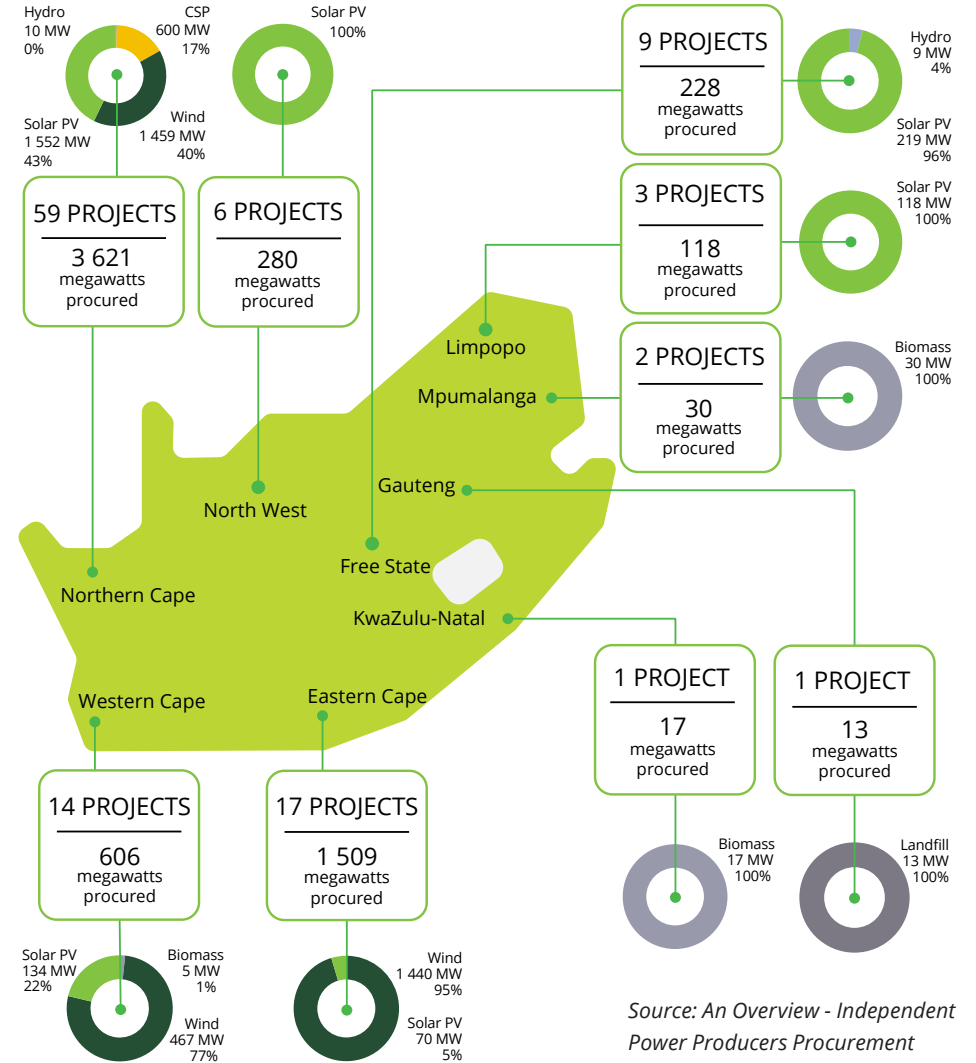 Hydro
10 MW
0%
CSP
600 MW
17%
Solar PV
1 552 MW
43%
Wind
1 459 MW
40%
59 PROJECTS
3 621
megawatts
procured
Solar PV
100%
6 PROJECTS
280
megawatts
procured
9 PROJECTS
228
megawatts
procured
Hydro
9 MW
4%
Solar PV
219 MW
96%
3 PROJECTS
118
megawatts
procured
Solar PV
118 MW
100%
2 PROJECTS
30
megawatts
procured
Biomass
30 MW
100%
Limpopo
Mpumalanga
Gauteng
North West
Free State
Northern Cape
KwaZulu-Natal
Western Cape
Eastern Cape
1 PROJECT
17
megawatts
procured
Biomass
17 MW
100%
1 PROJECT
13
megawatts
procured
Landfill
13 MW
100%
14 PROJECTS
606
megawatts
procured
Solar PV
134 MW
22%
Biomass
5 MW
1%
Wind
467 MW
77%
17 PROJECTS
1 509
megawatts
procured
Wind
1 440 MW
95%
Solar PV
70 MW
5%
Source: An Overview - Independent
Power Producers Procurement